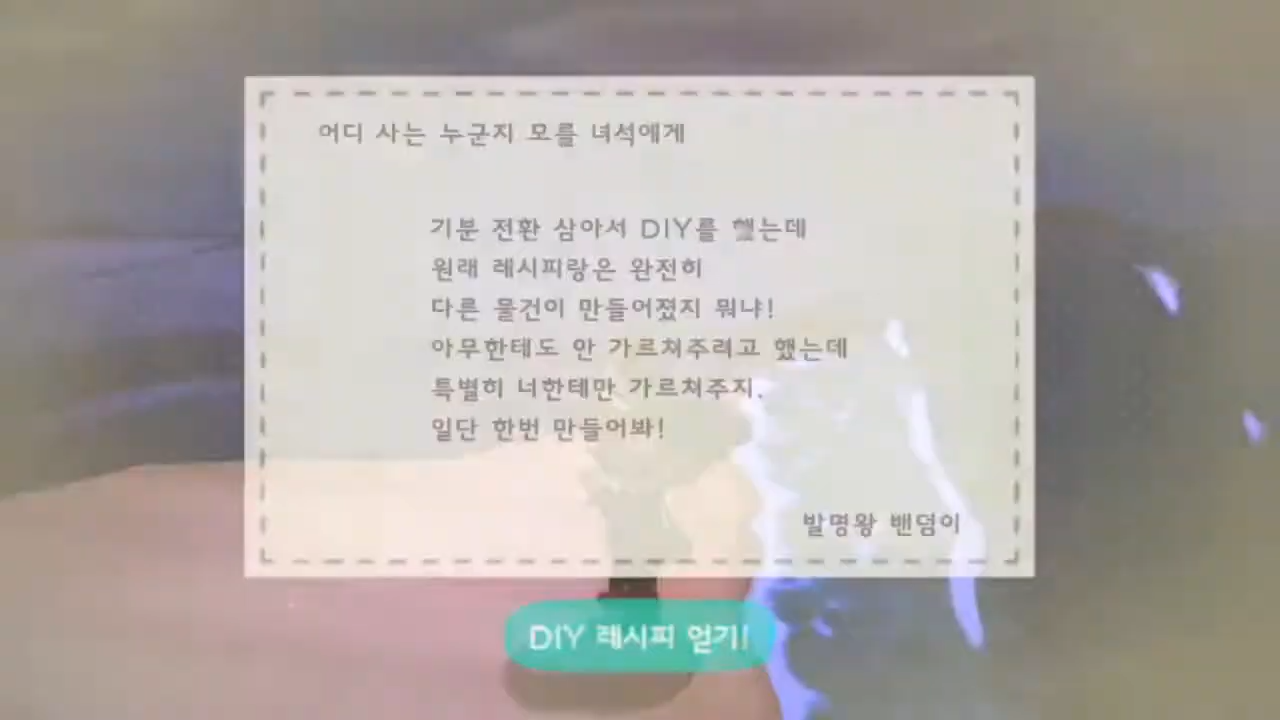 어디 사는 누군지 모를 녀석에게
기분 전환 삼아서 DIY를 했는데
원래 레시피랑은 완전히
다른 물건이 만들어졌지 뭐냐!
아무한테도 안 가르쳐주려고 했는데
특별히 너한테만 가르쳐주지.
일단 한번 만들어봐!
발명왕 밴덤이
DIY 레시피 얻기!